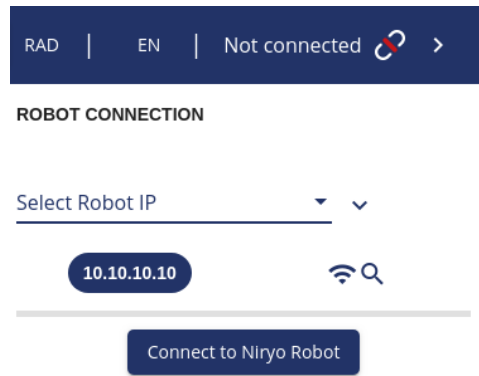 RAD | EN | Not connected
ROBOT CONNECTION
Select Robot IP
10.10.10.10
Connect to Niryo Robot